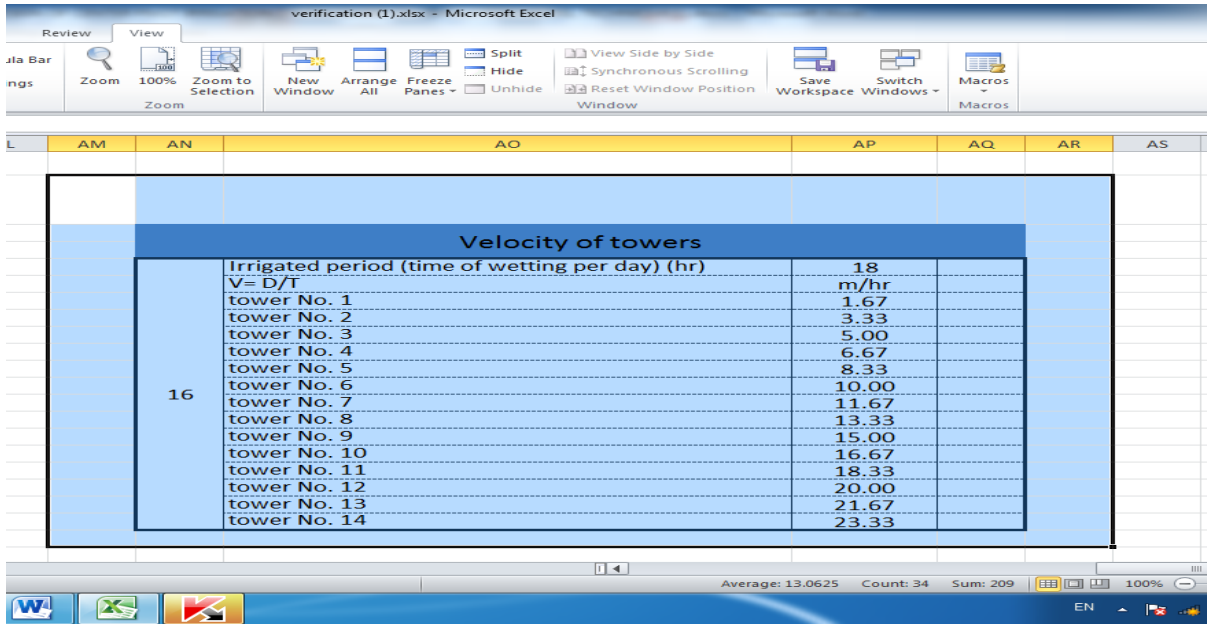 verification (1).xlsx - Microsoft Excel
Review View
ula Bar
ngs
Zoom
100%
Zoom to Selection
Zoom
New Window
Arrange All
Freeze Panes
Split
Hide
Unhide
View Side by Side
Synchronous Scrolling
Reset Window Position
Save Workspace
Switch Windows
Window
Macros
Macros
L AM AN AO AP AQ AR AS
Velocity of towers
16
Irrigated period (time of wetting per day) (hr) 18
V= D/T m/hr
tower No. 1 1.67
tower No. 2 3.33
tower No. 3 5.00
tower No. 4 6.67
tower No. 5 8.33
tower No. 6 10.00
tower No. 7 11.67
tower No. 8 13.33
tower No. 9 15.00
tower No. 10 16.67
tower No. 11 18.33
tower No. 12 20.00
tower No. 13 21.67
tower No. 14 23.33
Average: 13.0625 Count: 34 Sum: 209 100%
W X K EN